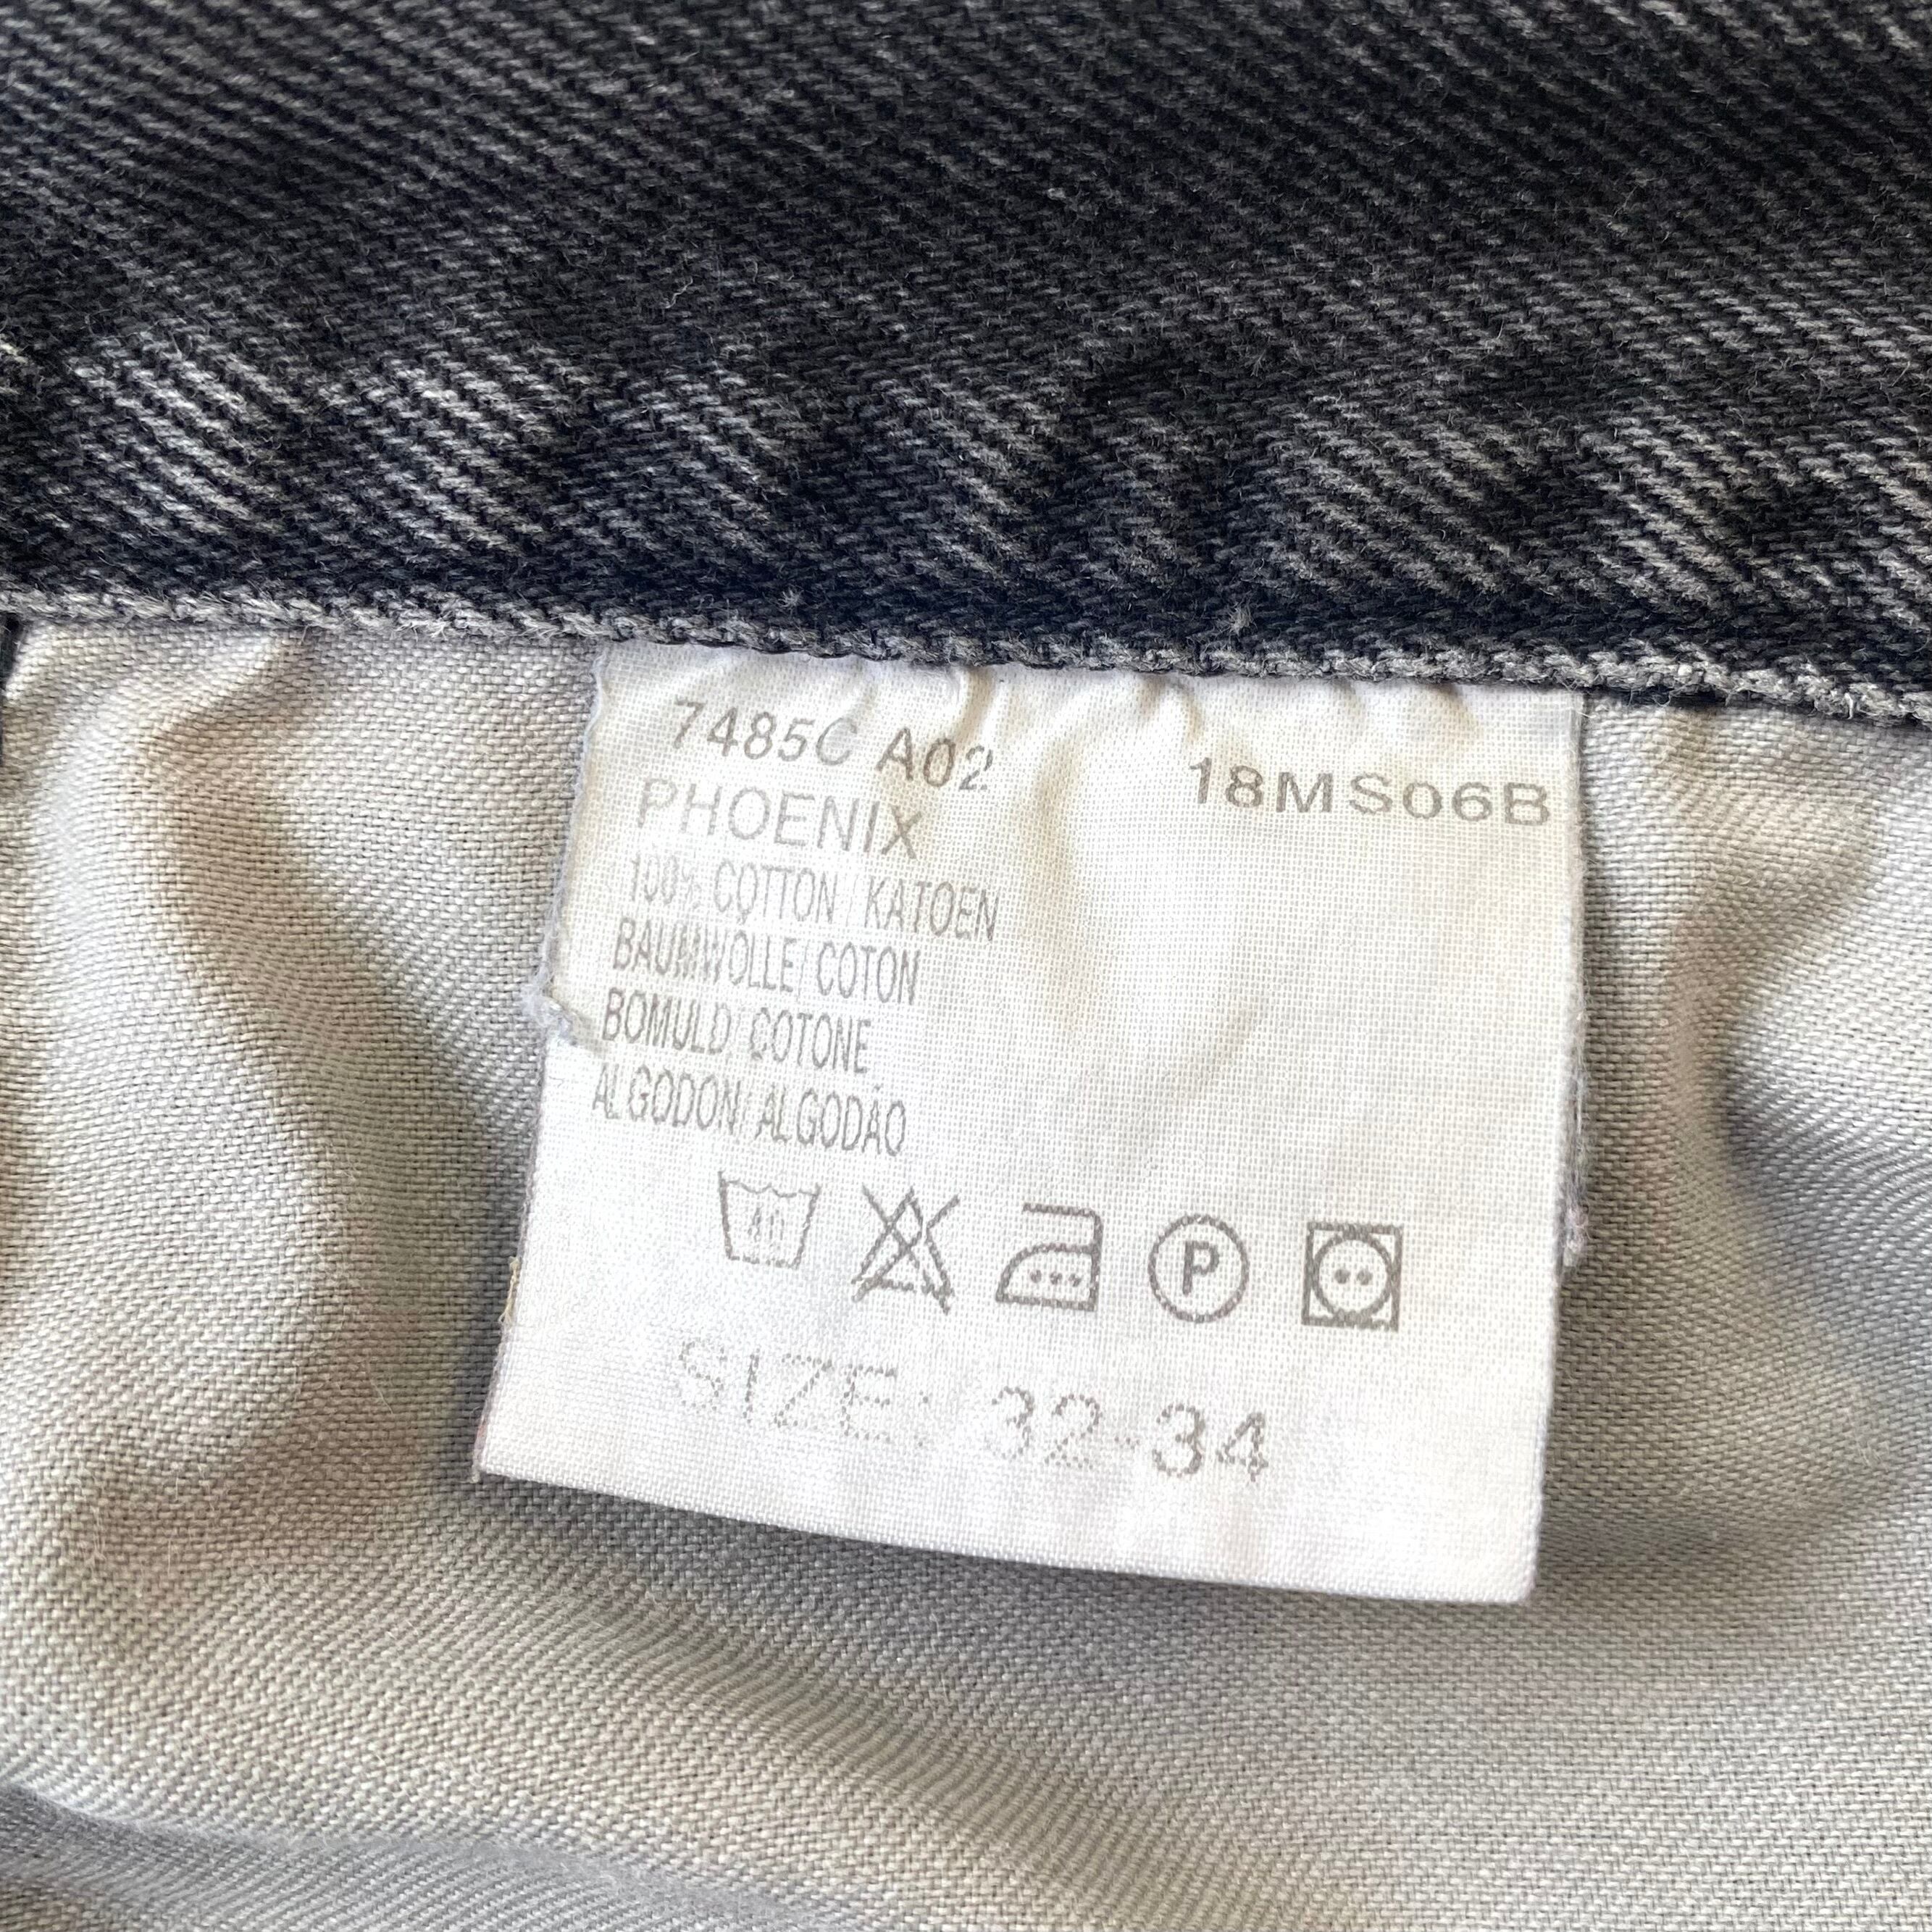 7485C A02 18MS06B
PHOENIX
100% COTTON / KATOEN
BAUMWOLLE / COTON
BOMULD / COTONE
ALGODON / ALGODÃO
40
P
SIZE: 32-34